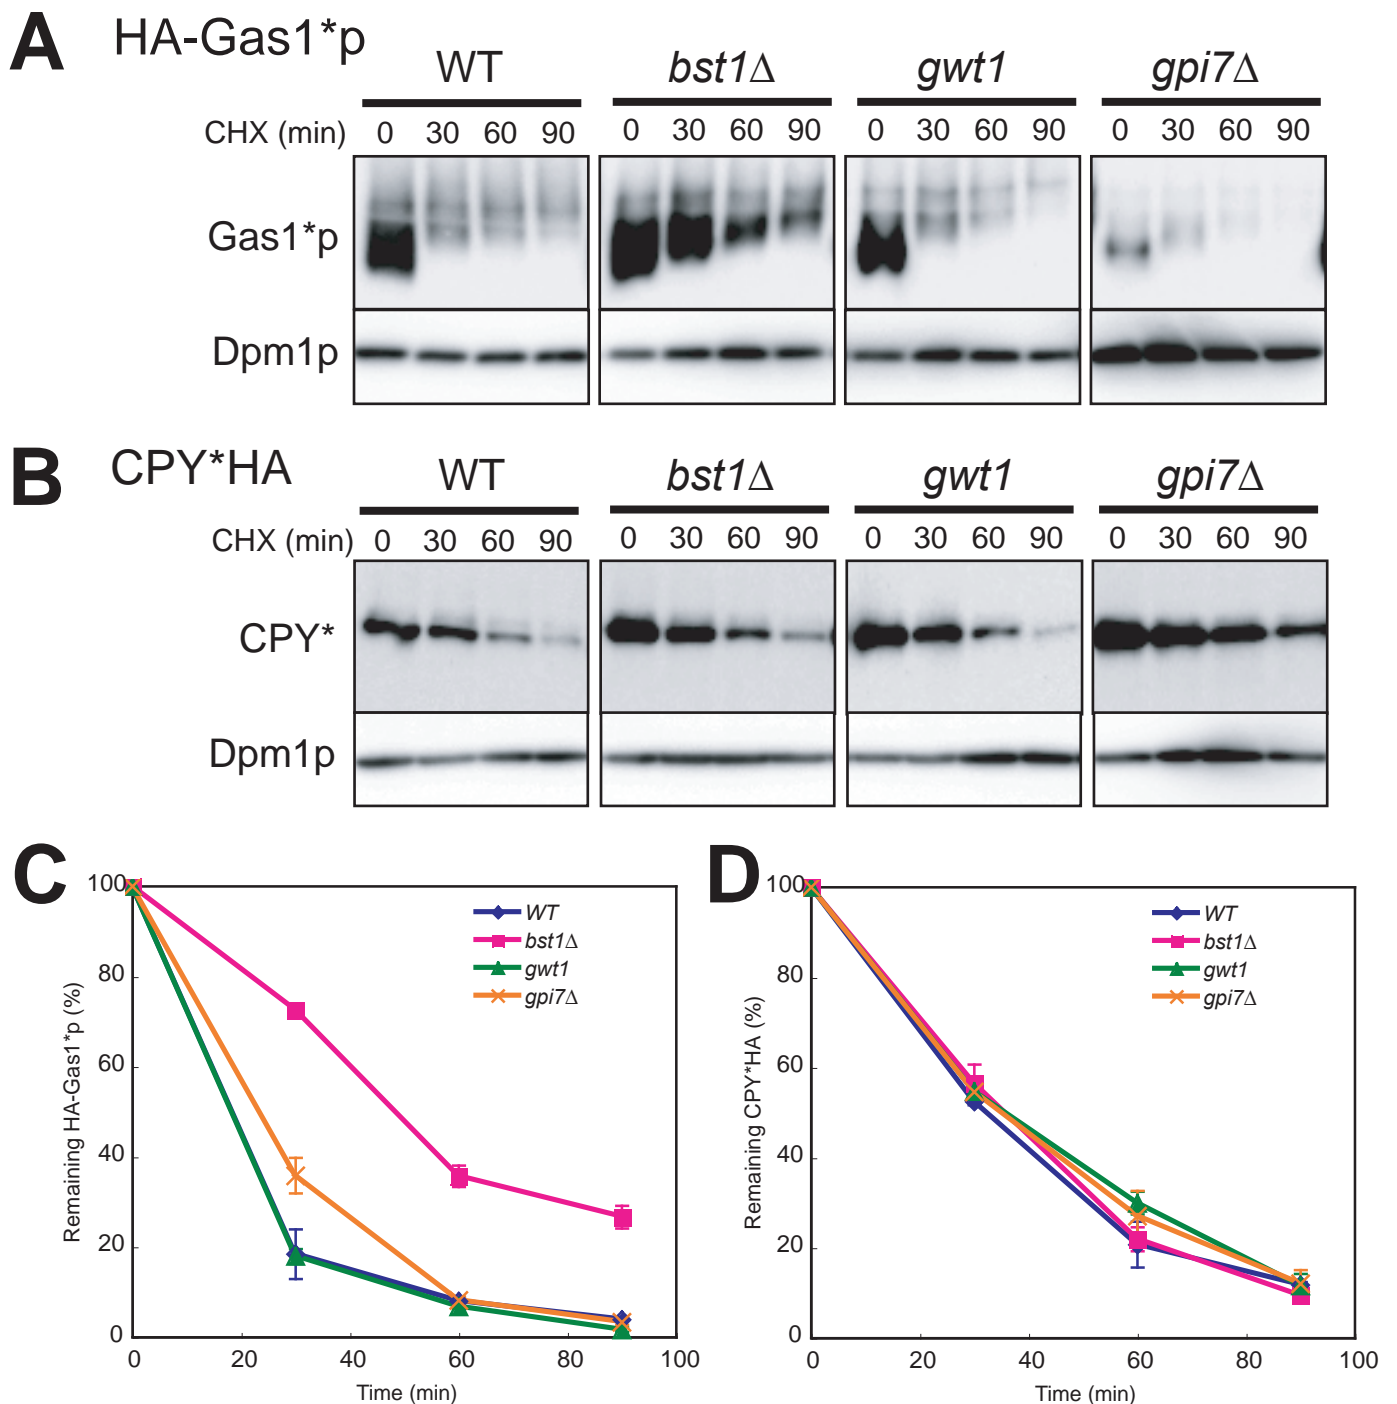 A HA-Gas1*p
WT bst1Δ gwt1 gpi7Δ
CHX (min) 0 30 60 90 0 30 60 90 0 30 60 90 0 30 60 90
Gas1*p
Dpm1p
B CPY*HA
WT bst1Δ gwt1 gpi7Δ
CHX (min) 0 30 60 90 0 30 60 90 0 30 60 90 0 30 60 90
CPY*
Dpm1p
C
Remaining HA-Gas1*p (%)
100
80
60
40
20
0
WT
bst1Δ
gwt1
gpi7Δ
0 20 40 60 80 100
Time (min)
D
Remaining CPY*HA (%)
100
80
60
40
20
0
WT
bst1Δ
gwt1
gpi7Δ
0 20 40 60 80 100
Time (min)